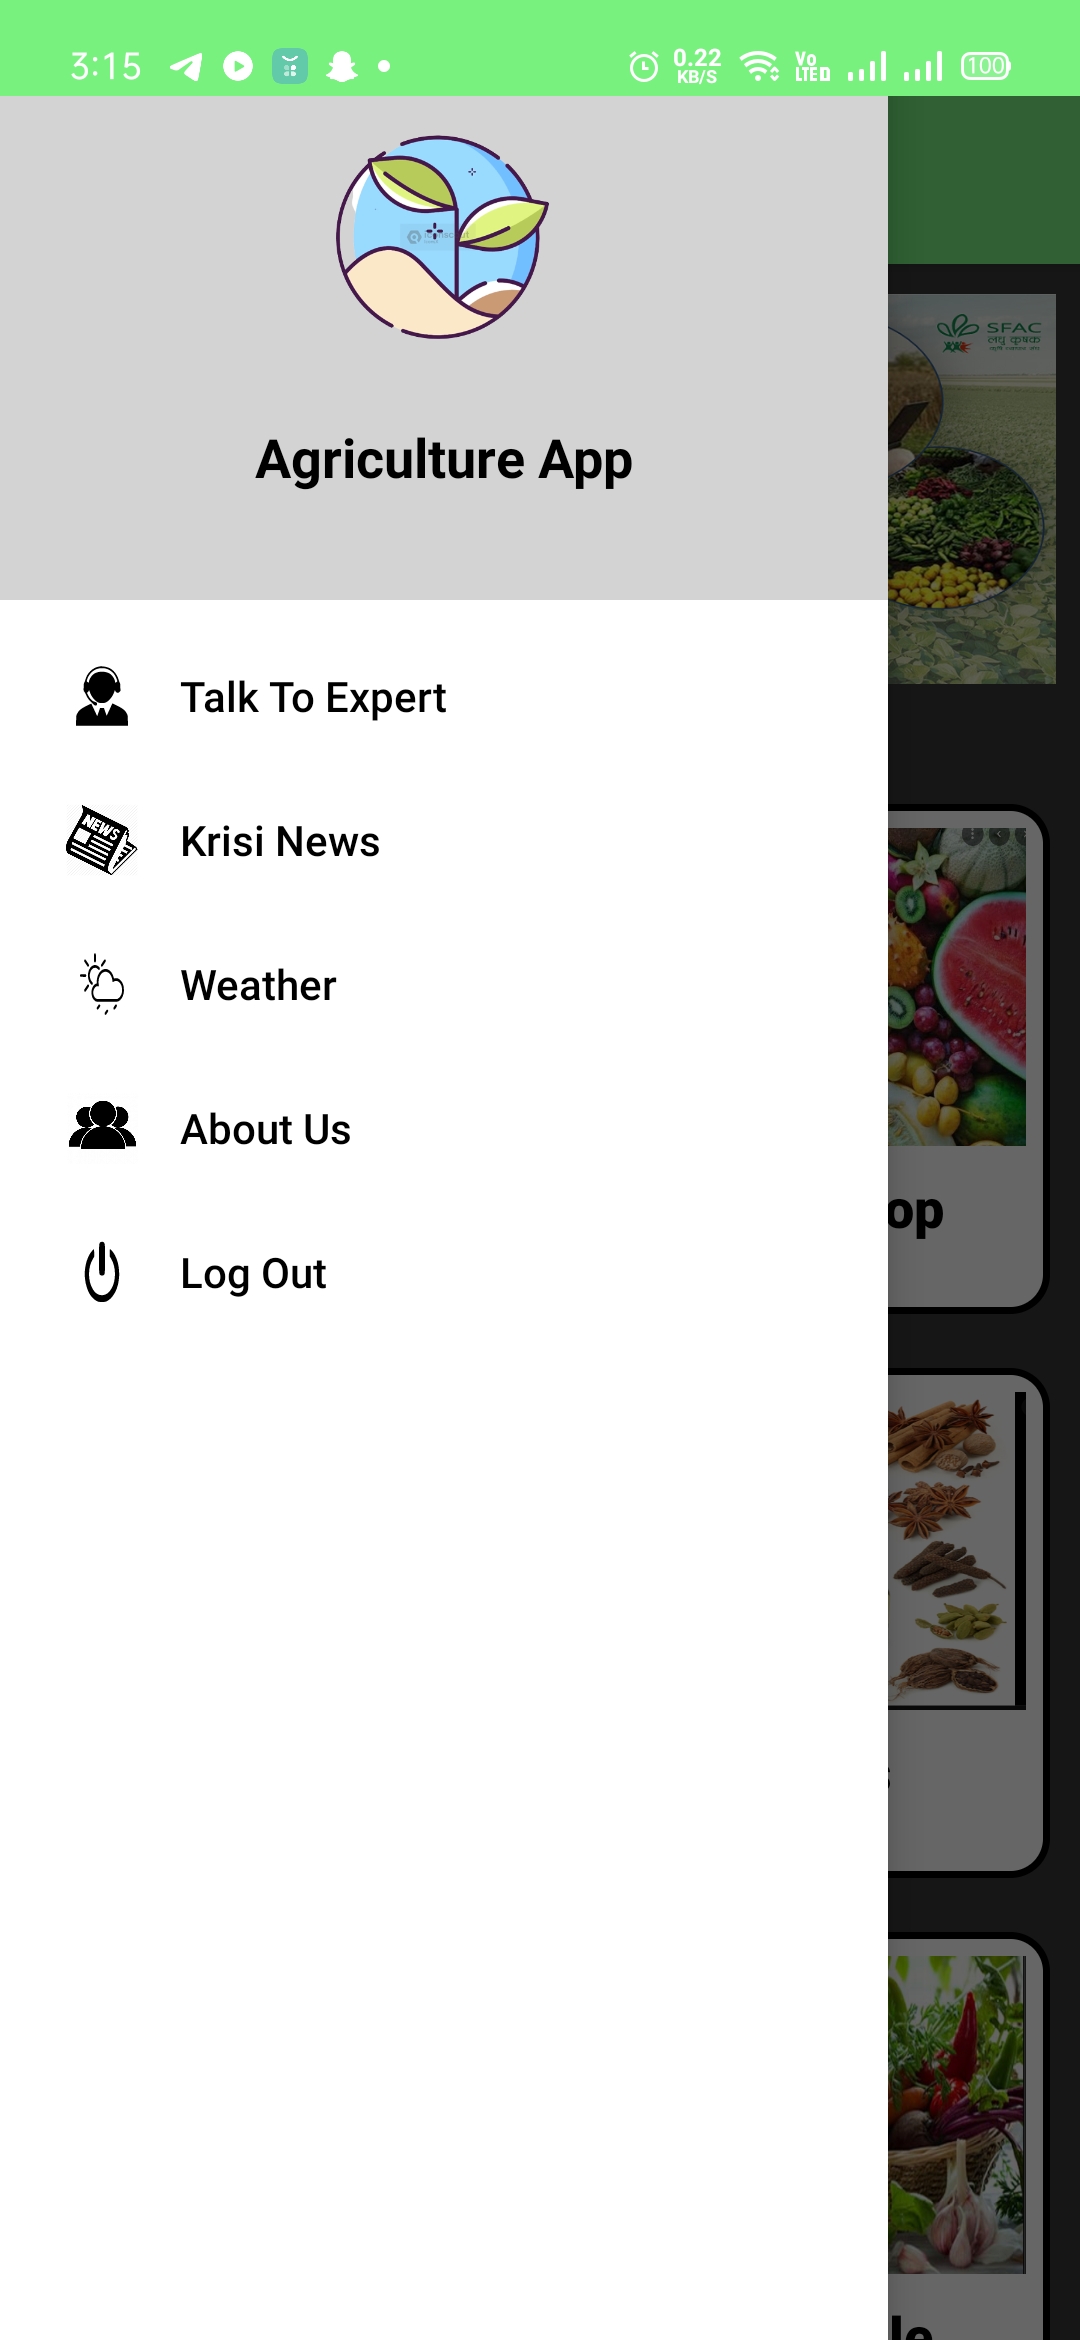 3:15
0.22
KB/S
Vo
LTE
100
SFAC
लघु कृषक
Agriculture App
Talk To Expert
NEWS
Krisi News
Weather
About Us
op
Log Out
s
le